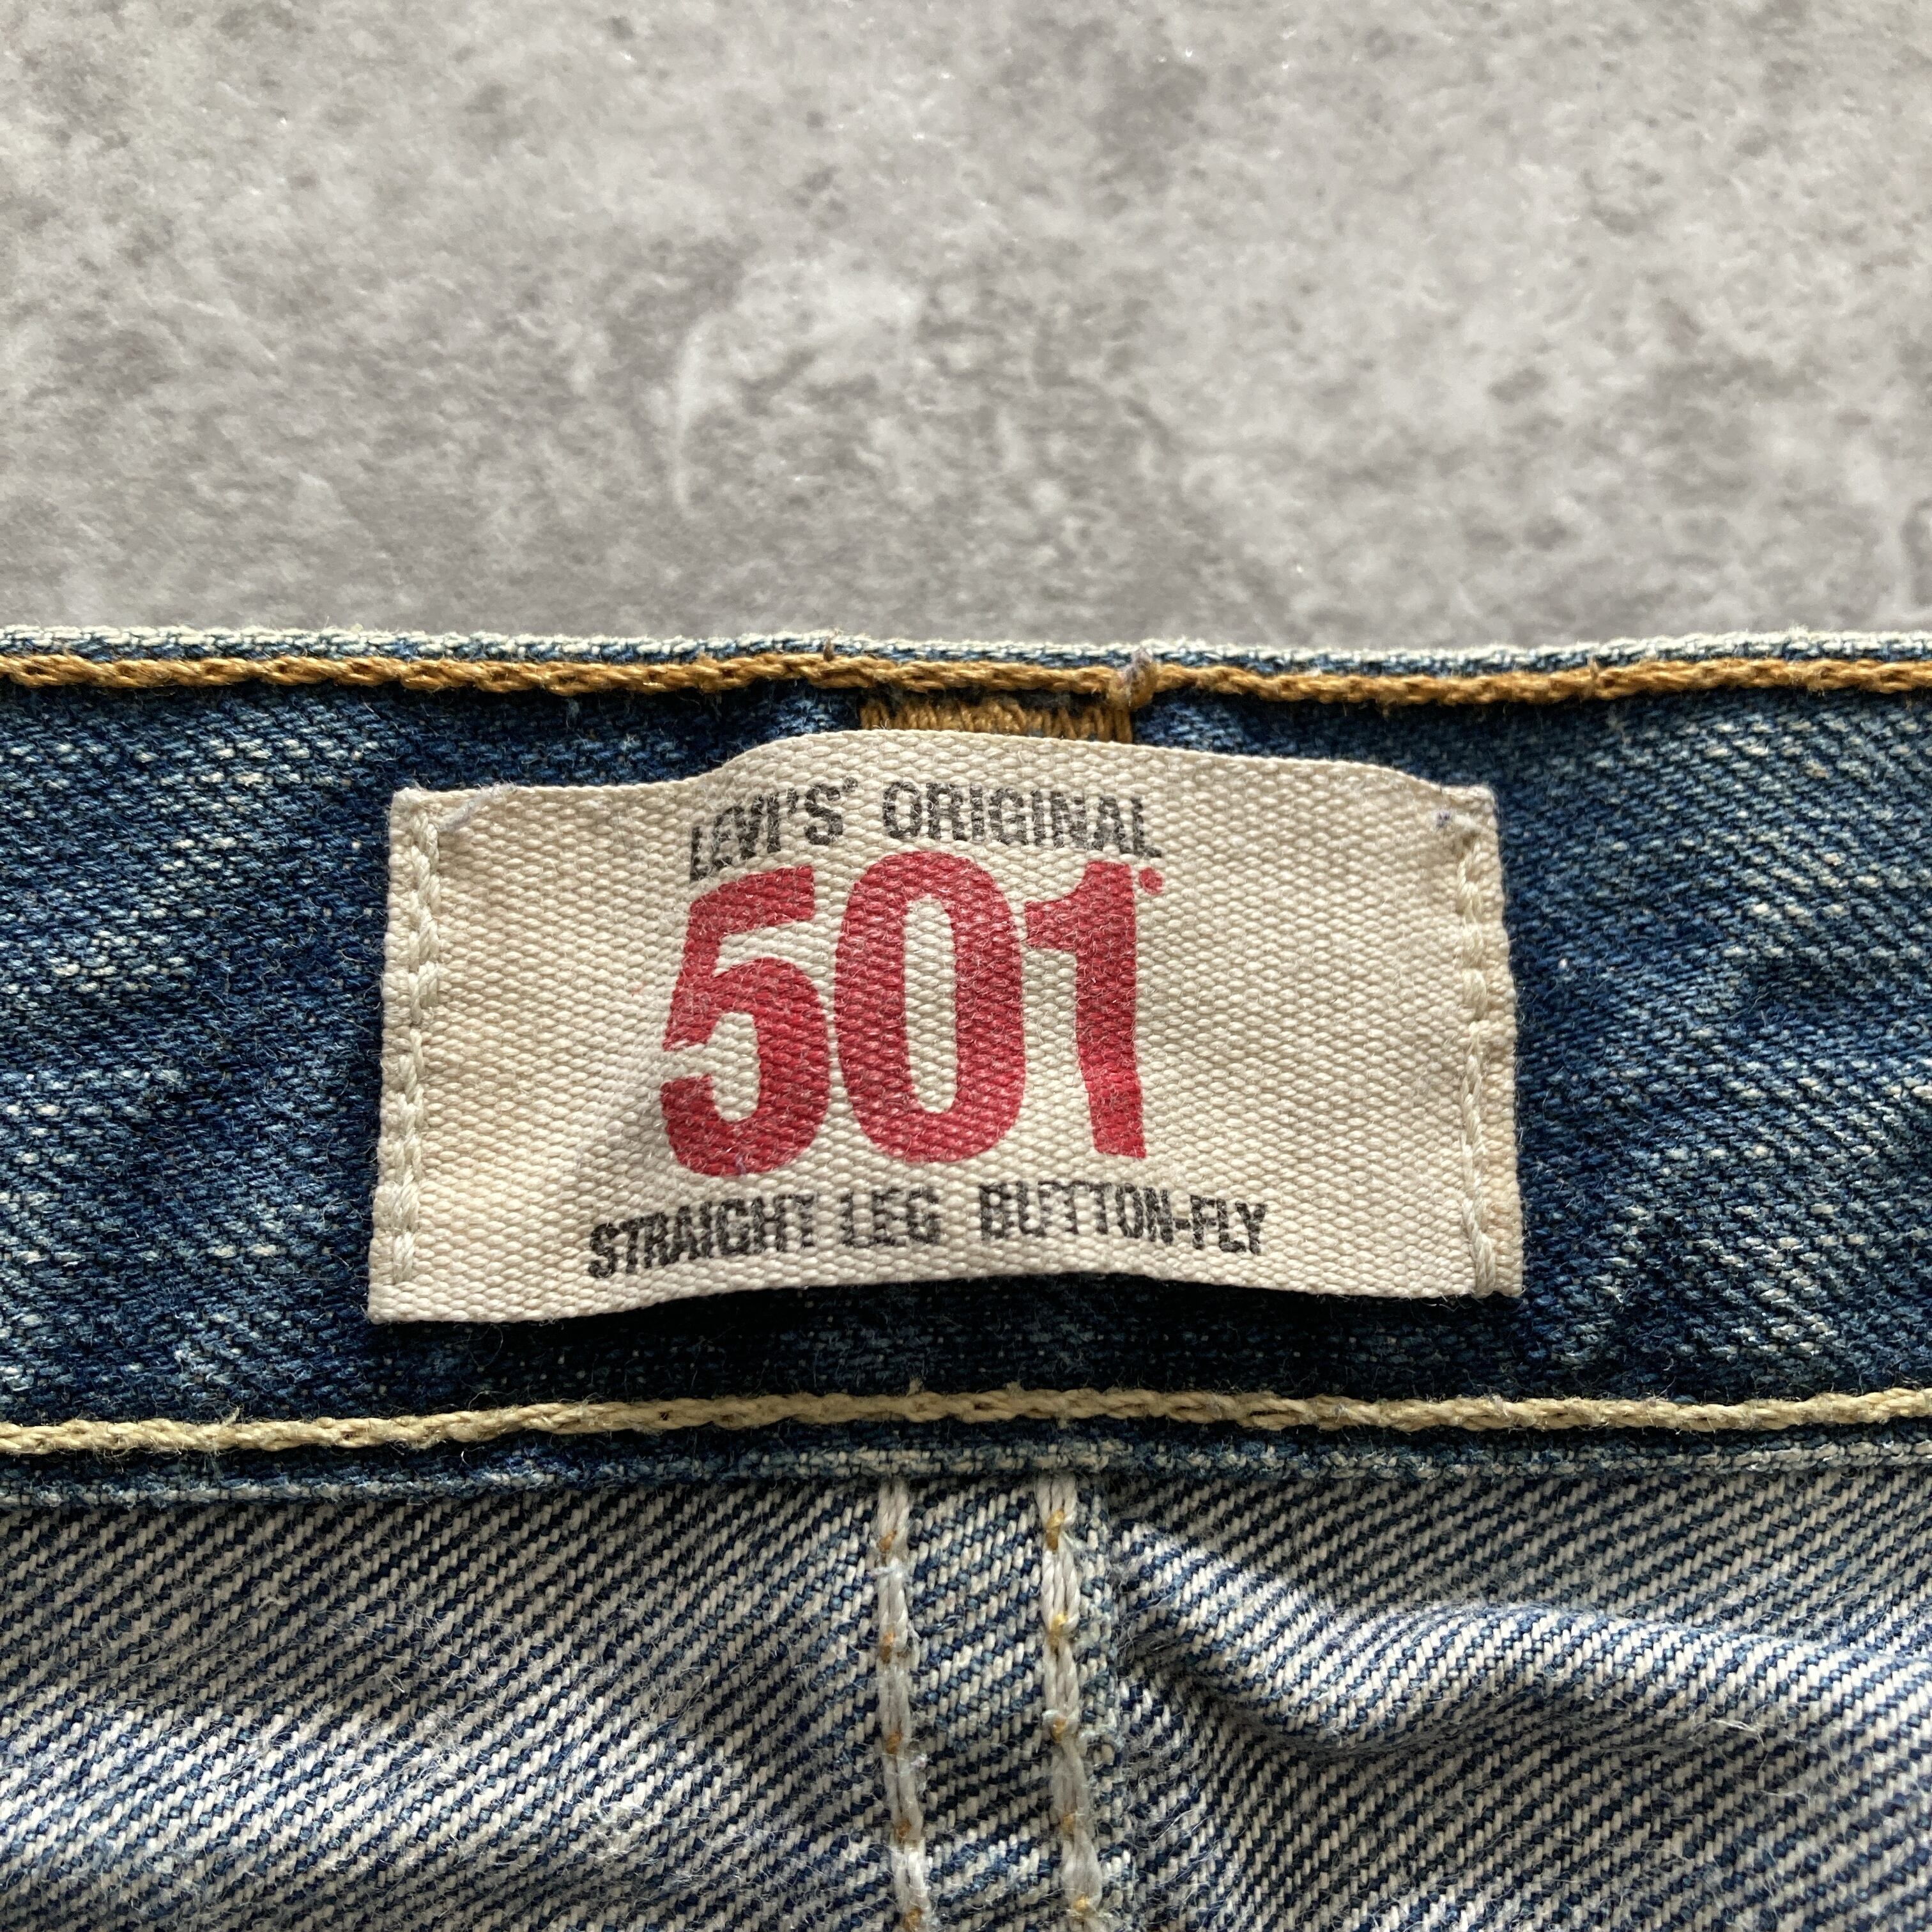 LEVI'S® ORIGINAL
501®
STRAIGHT LEG BUTTON-FLY